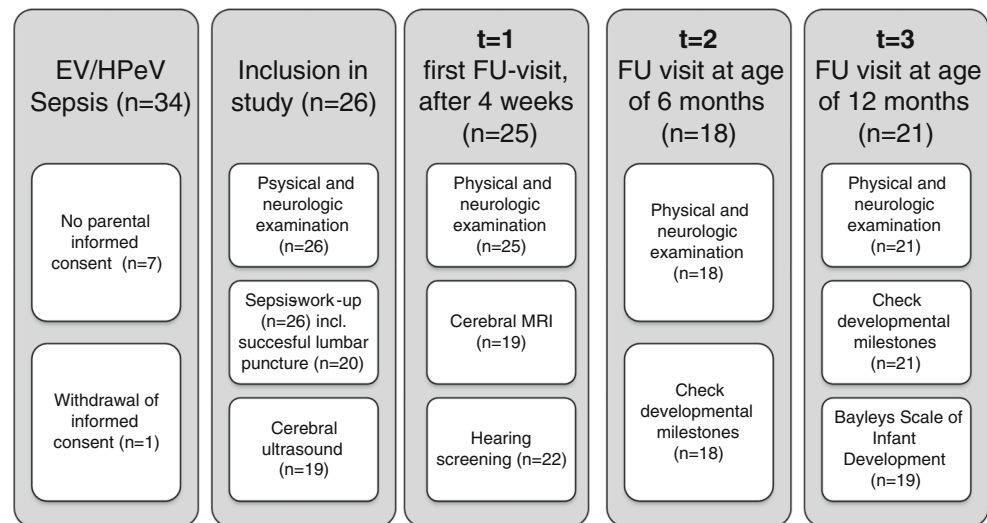 EV/HPeV
Sepsis (n=34)
No parental
informed
consent (n=7)
Withdrawal of
informed
consent (n=1)
Inclusion in
study (n=26)
Psysical and
neurologic
examination
(n=26)
Sepsis-work-up
(n=26) incl.
succesful lumbar
puncture (n=20)
Cerebral
ultrasound
(n=19)
t=1
first FU-visit,
after 4 weeks
(n=25)
Physical and
neurologic
examination
(n=25)
Cerebral MRI
(n=19)
Hearing
screening (n=22)
t=2
FU visit at age
of 6 months
(n=18)
Physical and
neurologic
examination
(n=18)
Check
developmental
milestones
(n=18)
t=3
FU visit at age
of 12 months
(n=21)
Physical and
neurologic
examination
(n=21)
Check
developmental
milestones
(n=21)
Bayleys Scale of
Infant
Development
(n=19)